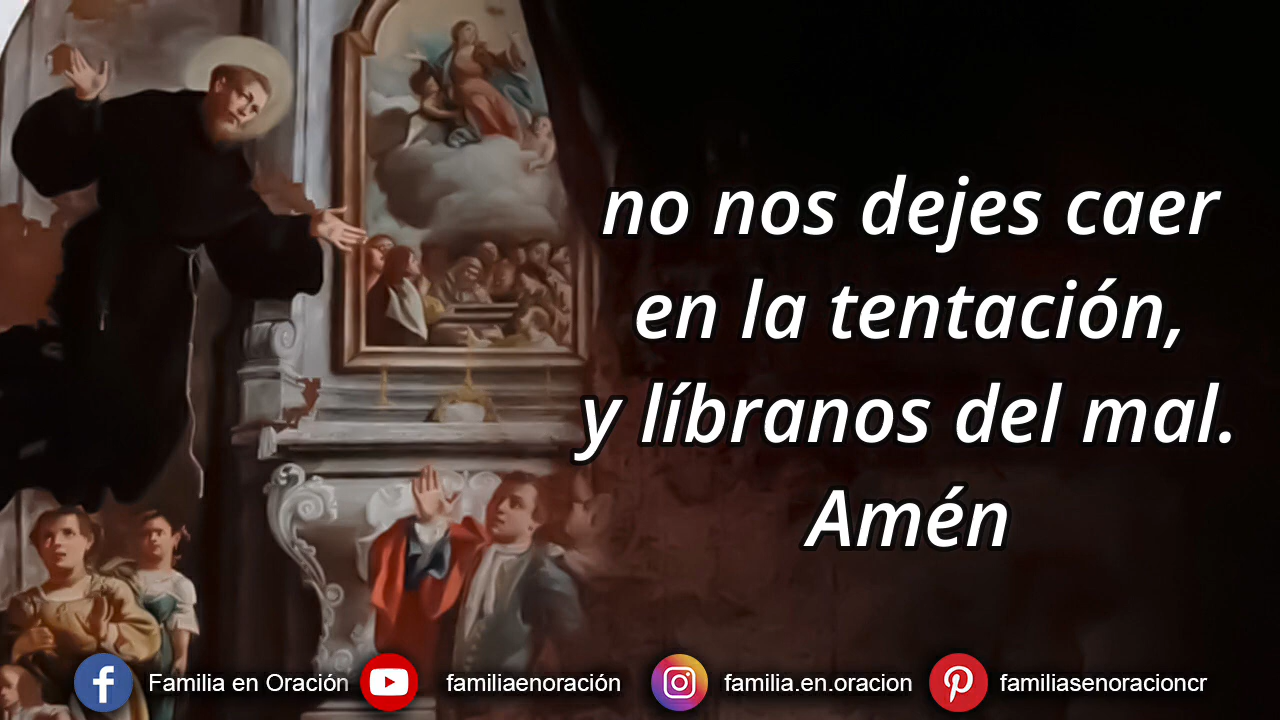 no nos dejes caer
en la tentación,
y líbranos del mal.
Amén
Familia en Oración
familiaenoración
familia.en.oracion
familiasenoracioncr